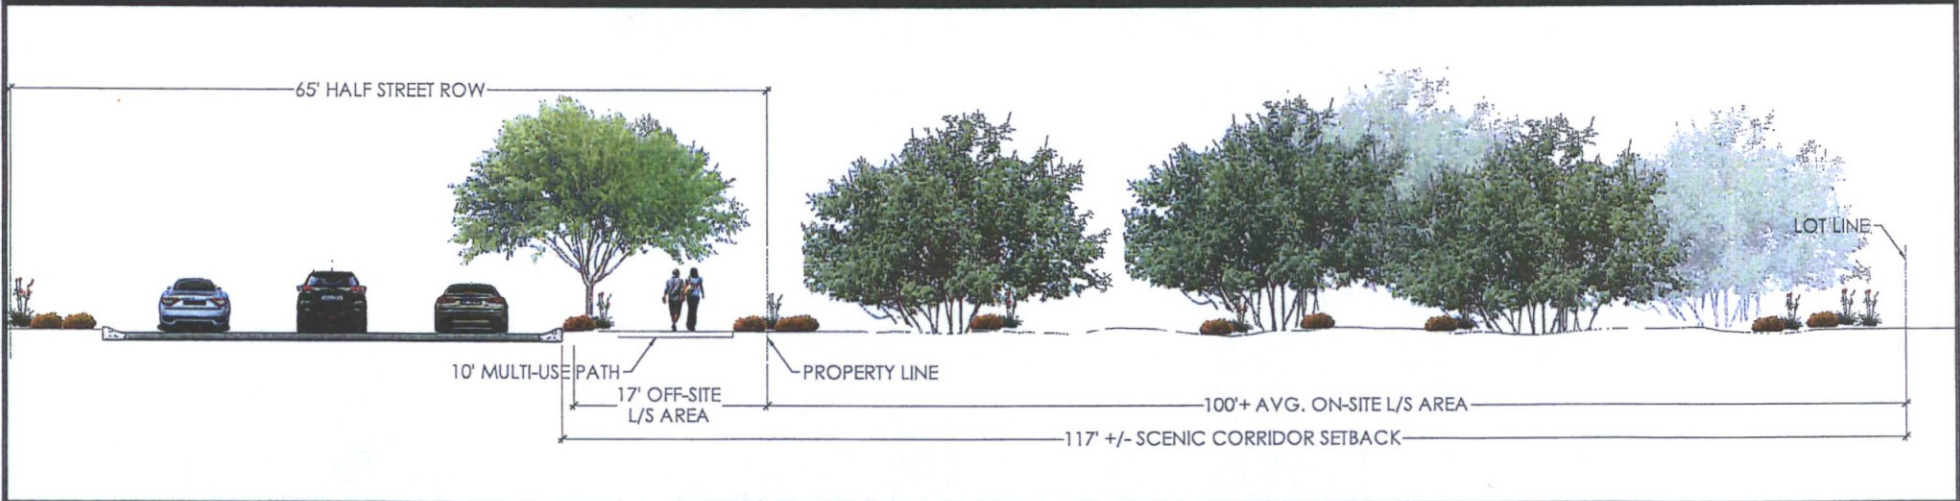 65' HALF STREET ROW
LOT LINE
10' MULTI-USE PATH
PROPERTY LINE
17' OFF-SITE
L/S AREA
100'+ AVG. ON-SITE L/S AREA
117' +/- SCENIC CORRIDOR SETBACK